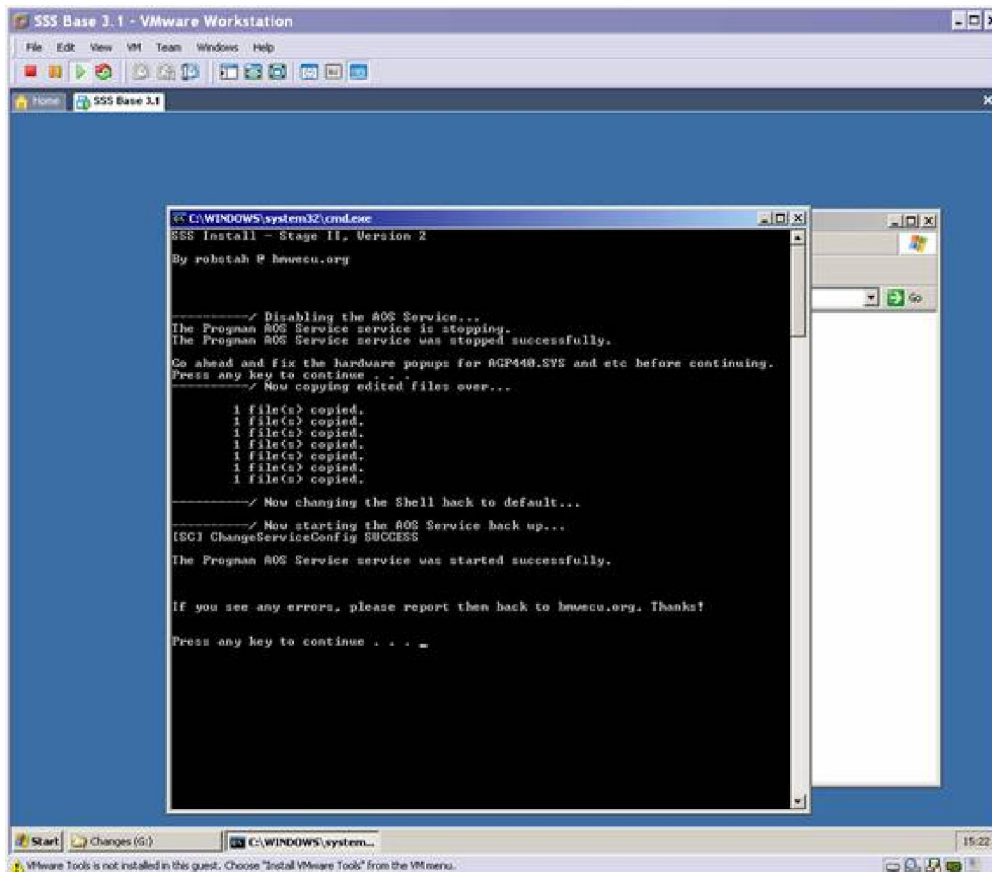 SSS Base 3.1 - VMware Workstation
File Edit View VM Team Windows Help
Home SSS Base 3.1
C:\WINDOWS\system32\cmd.exe
SSS Install - Stage II, Version 2
By robstah @ bmwecu.org
----------/ Disabling the AOS Service...
The Progman AOS Service service is stopping.
The Progman AOS Service service was stopped successfully.
Go ahead and fix the hardware popups for AGP440.SYS and etc before continuing.
Press any key to continue . . .
----------/ Now copying edited files over...
1 file(s) copied.
1 file(s) copied.
1 file(s) copied.
1 file(s) copied.
1 file(s) copied.
1 file(s) copied.
1 file(s) copied.
----------/ Now changing the Shell back to default...
----------/ Now starting the AOS Service back up...
[SC] ChangeServiceConfig SUCCESS
The Progman AOS Service service was started successfully.
If you see any errors, please report them back to bmwecu.org. Thanks!
Press any key to continue . . . _
Go
Start Changes (G:) C:\WINDOWS\system... 15:22
VMware Tools is not installed in this guest. Choose "Install VMware Tools" from the VM menu.